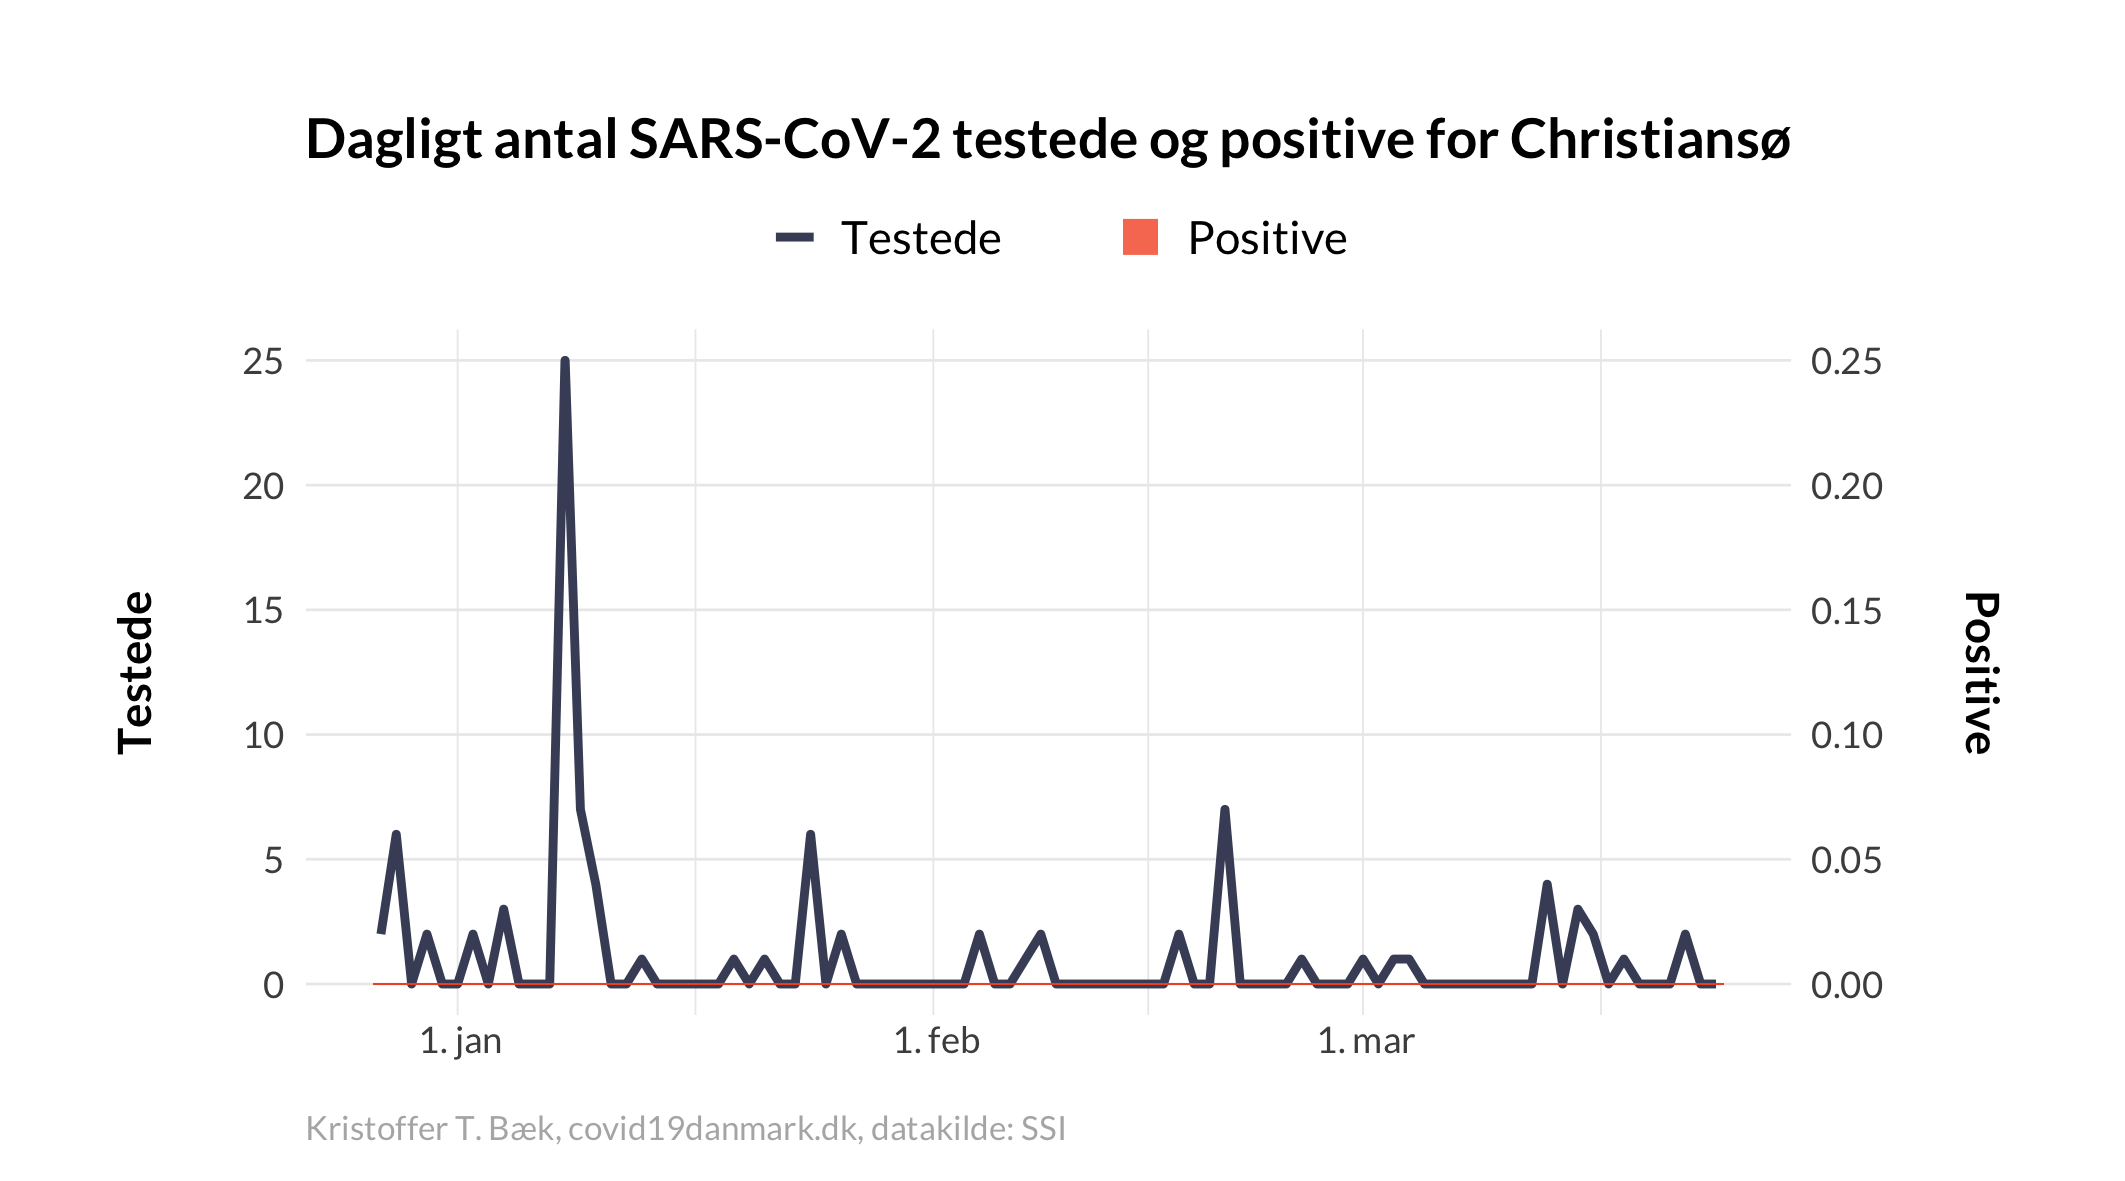 Dagligt antal SARS-CoV-2 testede og positive for Christiansø
Testede
Positive
25
20
15
10
5
0
Testede
0.25
0.20
0.15
0.10
0.05
0.00
Positive
1. jan
1. feb
1. mar
Kristoffer T. Bæk, covid19danmark.dk, datakilde: SSI